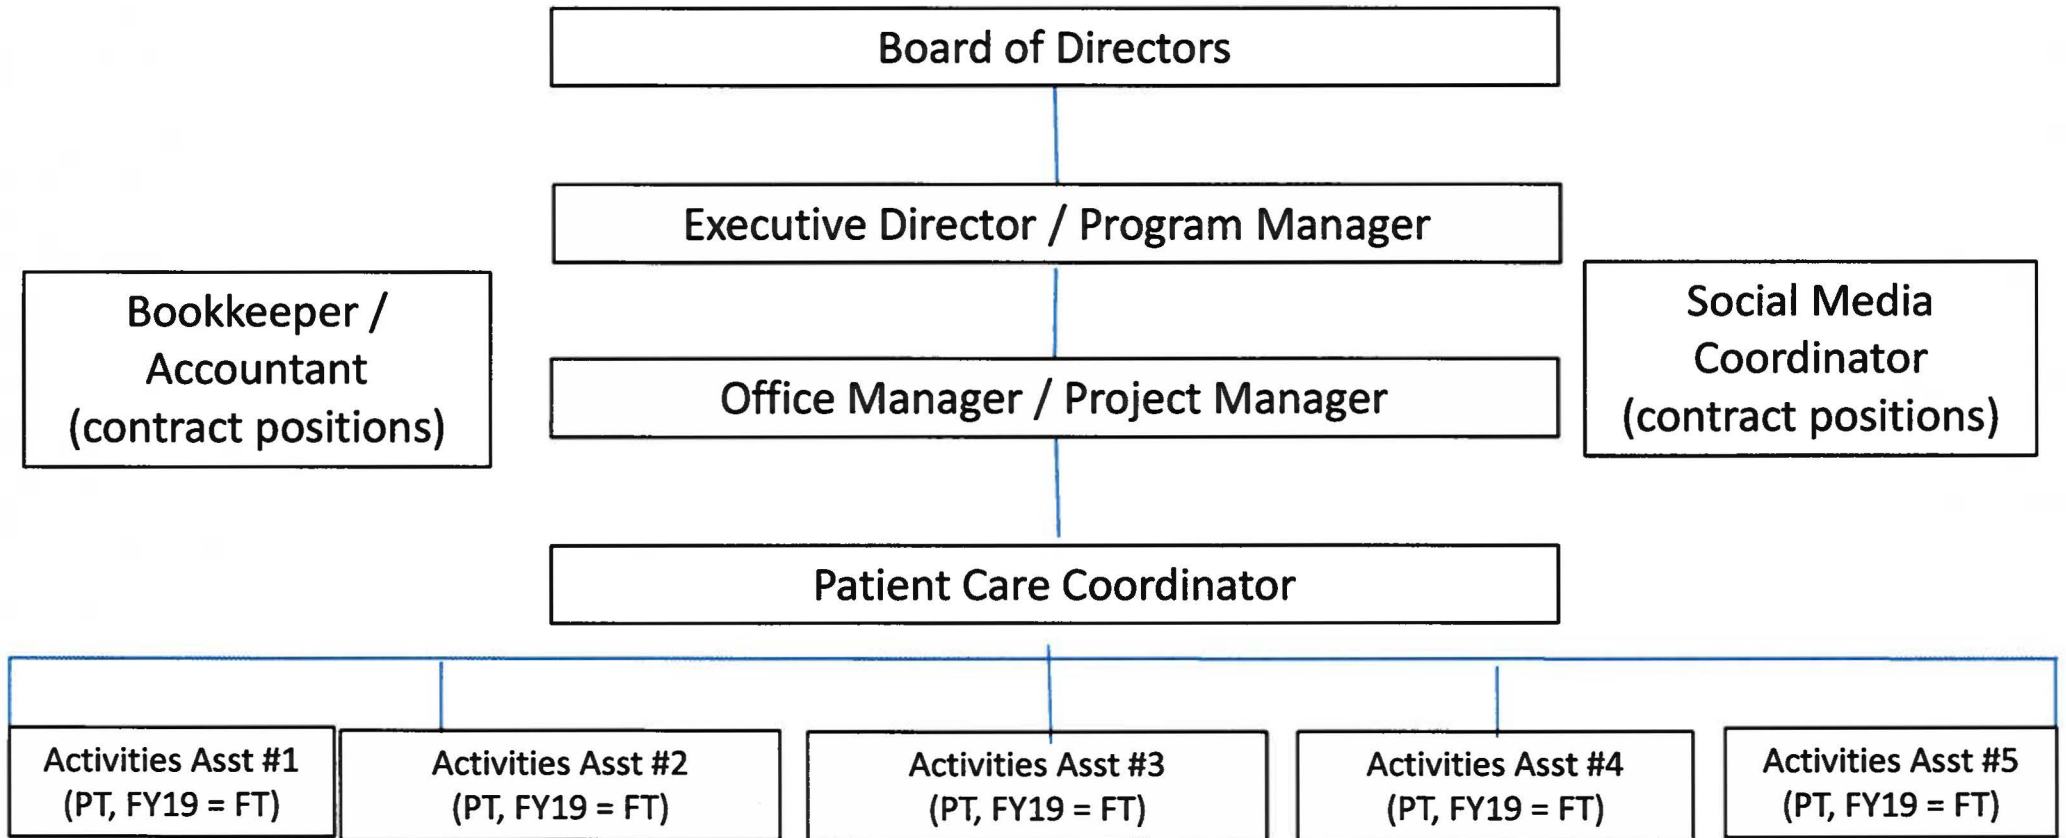 Board of Directors
Executive Director / Program Manager
Bookkeeper /
Accountant
(contract positions)
Office Manager / Project Manager
Social Media
Coordinator
(contract positions)
Patient Care Coordinator
Activities Asst #1
(PT, FY19 = FT)
Activities Asst #2
(PT, FY19 = FT)
Activities Asst #3
(PT, FY19 = FT)
Activities Asst #4
(PT, FY19 = FT)
Activities Asst #5
(PT, FY19 = FT)